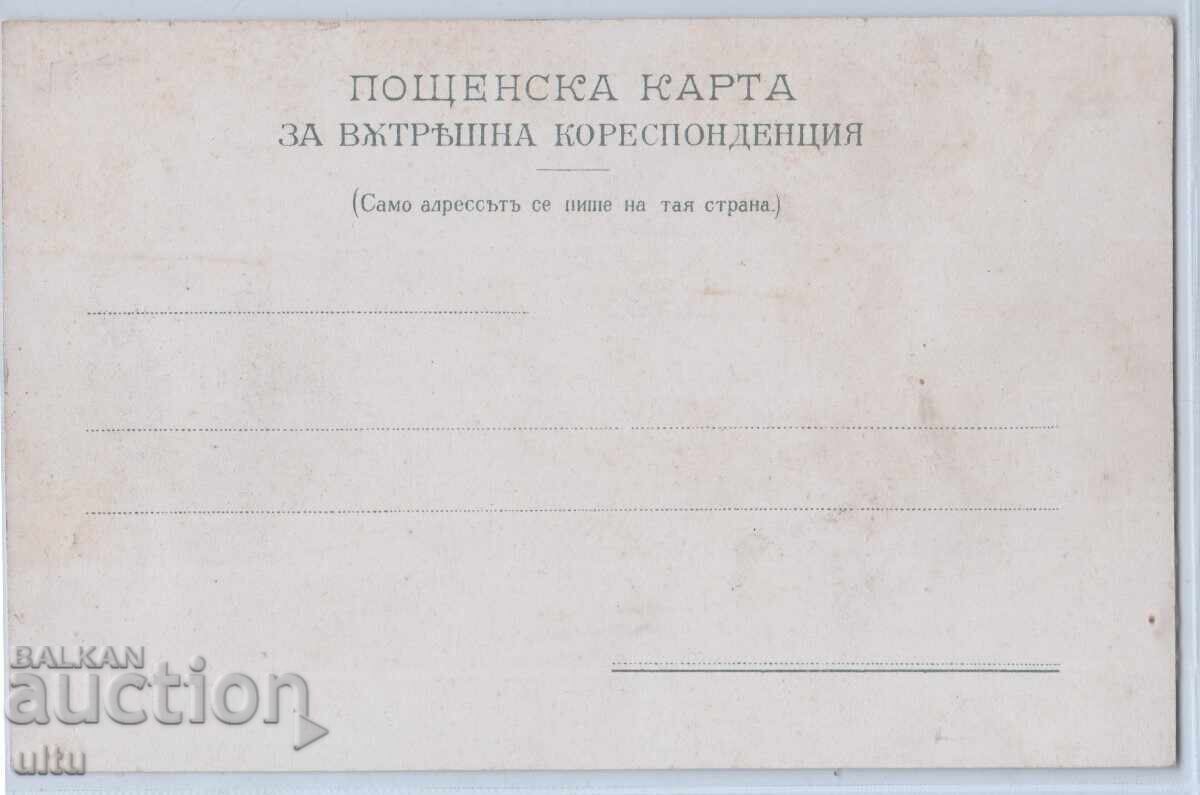 ПОЩЕНСКА КАРТА
ЗА ВѪТРѢШНА КОРЕСПОНДЕНЦИЯ
(Само адрессътъ се пише на тая страна.)
BALKAN
auction
ultu